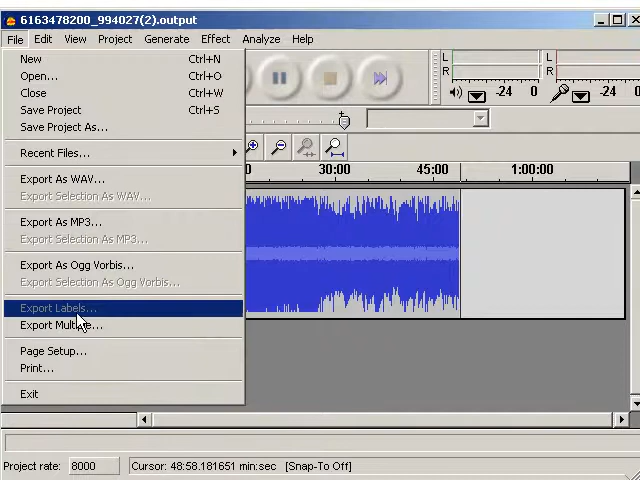 6163478200_994027(2).output
File Edit View Project Generate Effect Analyze Help
New Ctrl+N
Open... Ctrl+O
Close Ctrl+W
Save Project Ctrl+S
Save Project As...
Recent Files...
Export As WAV...
Export Selection As WAV...
Export As MP3...
Export Selection As MP3...
Export As Ogg Vorbis...
Export Selection As Ogg Vorbis...
Export Labels...
Page Setup...
Print...
Exit
L
R
-24 0
L
R
-24 0
30:00 45:00 1:00:00
Project rate: 8000 Cursor: 48:58.181651 min:sec [Snap-To Off]